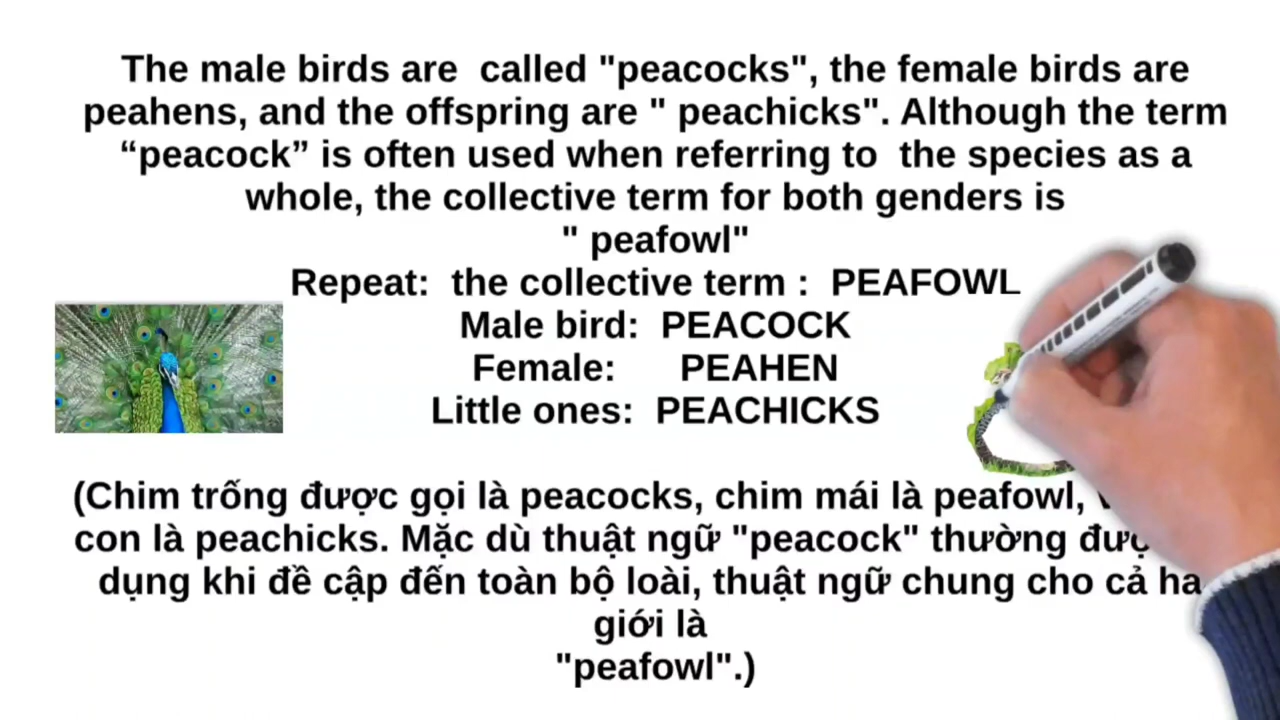 The male birds are called "peacocks", the female birds are
peahens, and the offspring are " peachicks". Although the term
“peacock” is often used when referring to the species as a
whole, the collective term for both genders is
" peafowl"
Repeat: the collective term : PEAFOWL
Male bird: PEACOCK
Female: PEAHEN
Little ones: PEACHICKS
(Chim trống được gọi là peacocks, chim mái là peafowl,
con là peachicks. Mặc dù thuật ngữ "peacock" thường
dụng khi đề cập đến toàn bộ loài, thuật ngữ chung cho cả
giới là
"peafowl".)